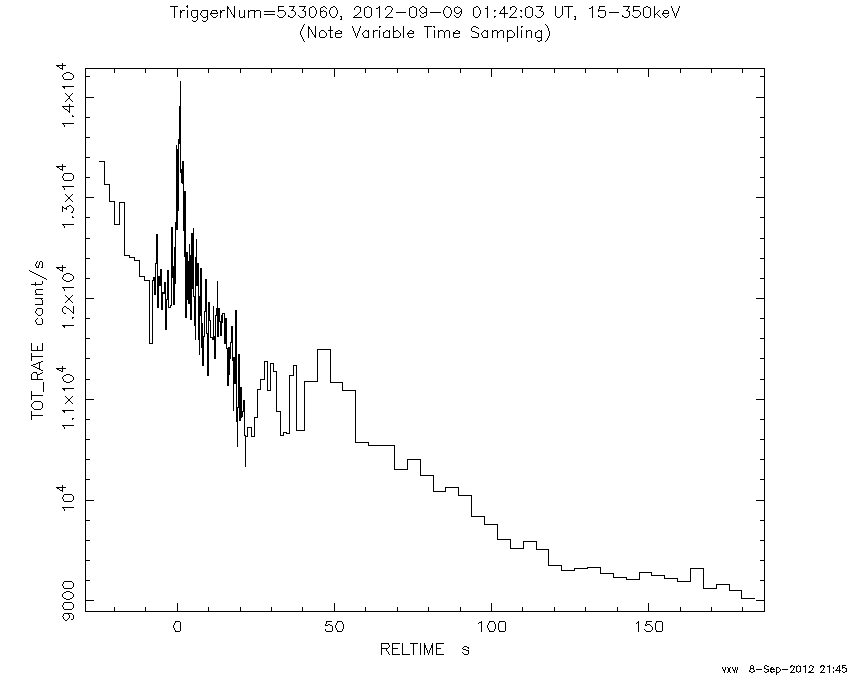 TriggerNum=533060, 2012-09-09 01:42:03 UT, 15-350keV
(Note Variable Time Sampling)
TOT_RATE count/s
1.4×10⁴
1.3×10⁴
1.2×10⁴
1.1×10⁴
10⁴
9000
0 50 100 150
RELTIME s
vxw 8-Sep-2012 21:45